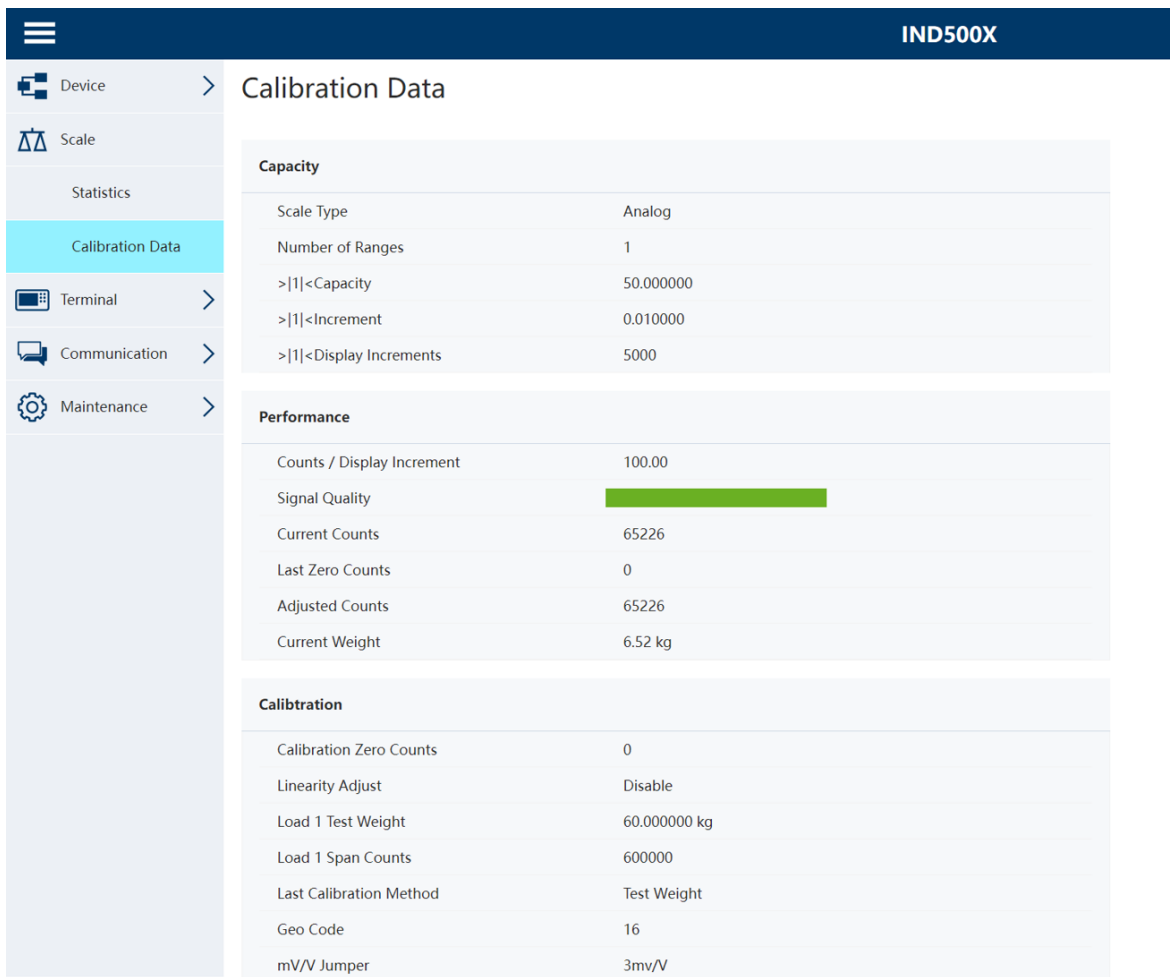 IND500X
Device
Scale
Statistics
Calibration Data
Terminal
Communication
Maintenance
Calibration Data
Capacity
Scale Type Analog
Number of Ranges 1
>|1|<Capacity 50.000000
>|1|<Increment 0.010000
>|1|<Display Increments 5000
Performance
Counts / Display Increment 100.00
Signal Quality
Current Counts 65226
Last Zero Counts 0
Adjusted Counts 65226
Current Weight 6.52 kg
Calibtration
Calibration Zero Counts 0
Linearity Adjust Disable
Load 1 Test Weight 60.000000 kg
Load 1 Span Counts 600000
Last Calibration Method Test Weight
Geo Code 16
mV/V Jumper 3mv/V